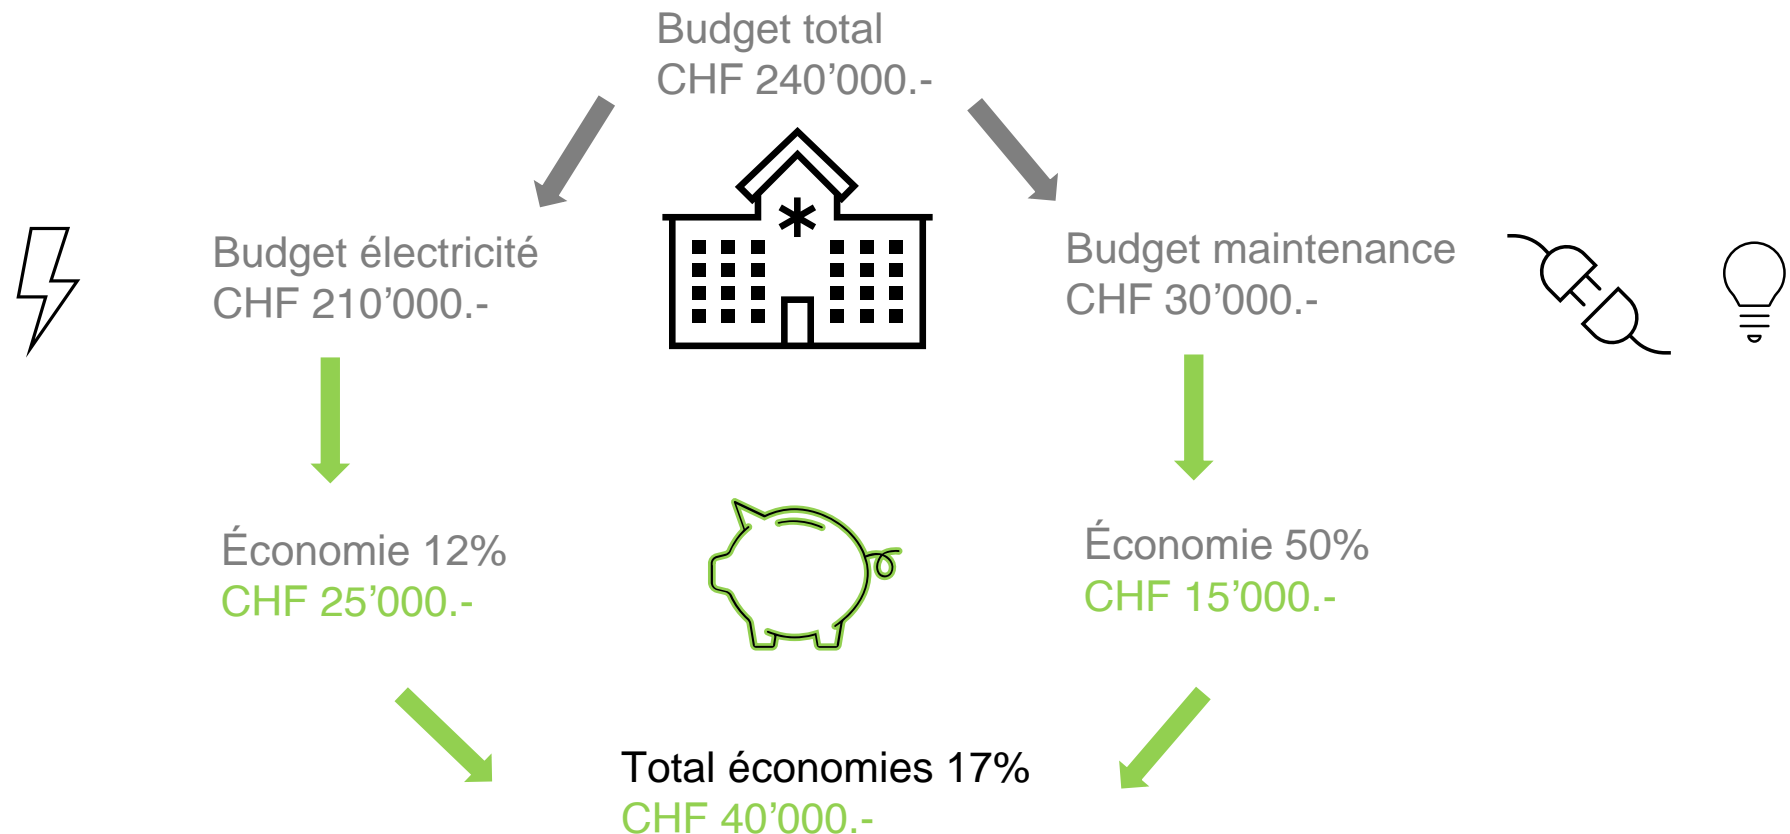 Budget total
CHF 240’000.-
Budget électricité
CHF 210’000.-
Budget maintenance
CHF 30’000.-
Économie 12%
CHF 25’000.-
Économie 50%
CHF 15’000.-
Total économies 17%
CHF 40’000.-